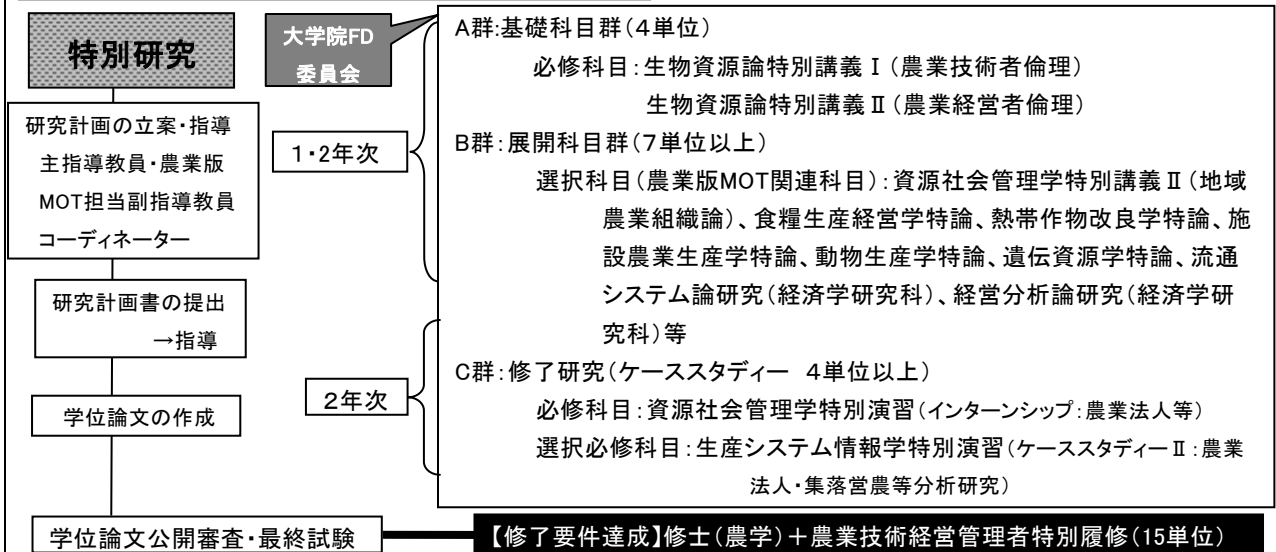 特別研究
研究計画の立案・指導
主指導教員・農業版
MOT担当副指導教員
コーディネーター
研究計画書の提出
→指導
学位論文の作成
学位論文公開審査・最終試験
大学院FD
委員会
1・2年次
2年次
A群:基礎科目群(4単位)
必修科目:生物資源論特別講義Ⅰ(農業技術者倫理)
生物資源論特別講義Ⅱ(農業経営者倫理)
B群:展開科目群(7単位以上)
選択科目(農業版MOT関連科目):資源社会管理学特別講義Ⅱ(地域
農業組織論)、食糧生産経営学特論、熱帯作物改良学特論、施
設農業生産学特論、動物生産学特論、遺伝資源学特論、流通
システム論研究(経済学研究科)、経営分析論研究(経済学研
究科)等
C群:修了研究(ケーススタディー 4単位以上)
必修科目:資源社会管理学特別演習(インターンシップ:農業法人等)
選択必修科目:生産システム情報学特別演習(ケーススタディーⅡ:農業
法人・集落営農等分析研究)
【修了要件達成】修士(農学)+農業技術経営管理者特別履修(15単位)